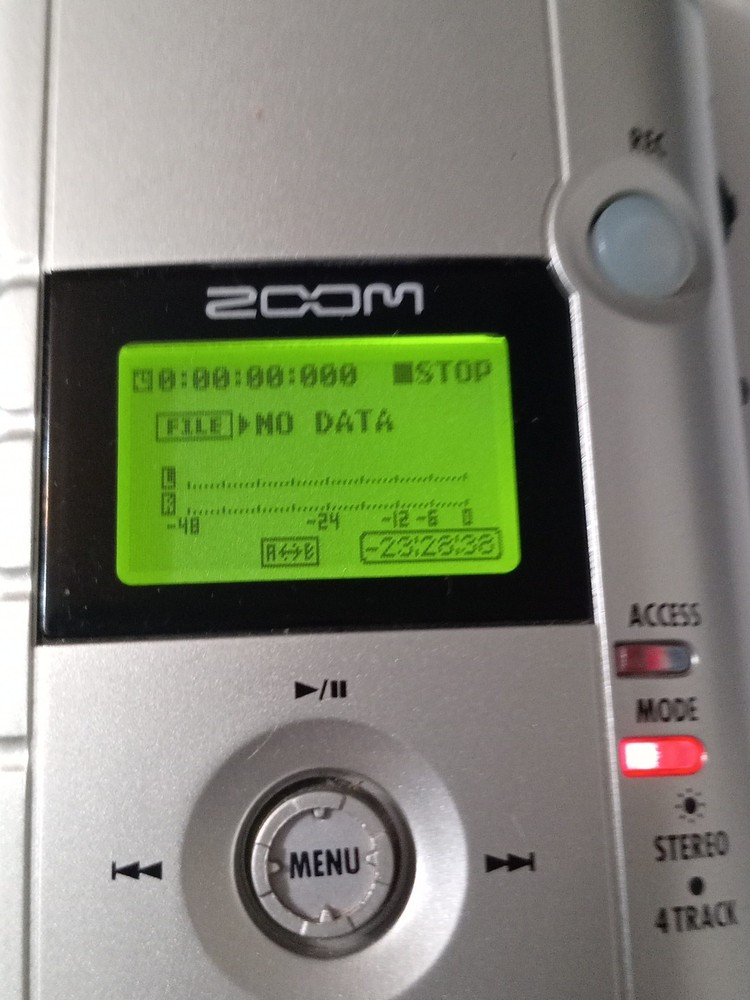 REC
ZOOM
0:00:00:000 STOP
FILE NO DATA
L
R
-48 -24 -12 -6 0
A↔B -23:28:38
ACCESS
MODE
STEREO
4 TRACK
MENU